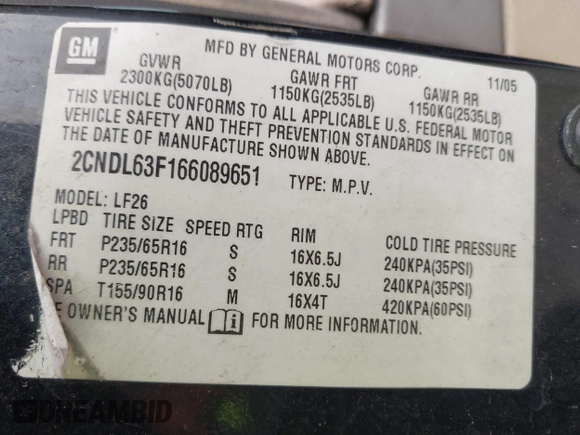 GM
MFD BY GENERAL MOTORS CORP.
11/05
GVWR GAWR FRT GAWR RR
2300KG(5070LB) 1150KG(2535LB) 1150KG(2535LB)
THIS VEHICLE CONFORMS TO ALL APPLICABLE U.S. FEDERAL MOTOR
VEHICLE SAFETY AND THEFT PREVENTION STANDARDS IN EFFECT ON
THE DATE OF MANUFACTURE SHOWN ABOVE.
2CNDL63F166089651 TYPE: M.P.V.
MODEL: LF26
LPBD TIRE SIZE SPEED RTG RIM COLD TIRE PRESSURE
FRT P235/65R16 S 16X6.5J 240KPA(35PSI)
RR P235/65R16 S 16X6.5J 240KPA(35PSI)
SPA T155/90R16 M 16X4T 420KPA(60PSI)
E OWNER'S MANUAL FOR MORE INFORMATION.
DREAMBID